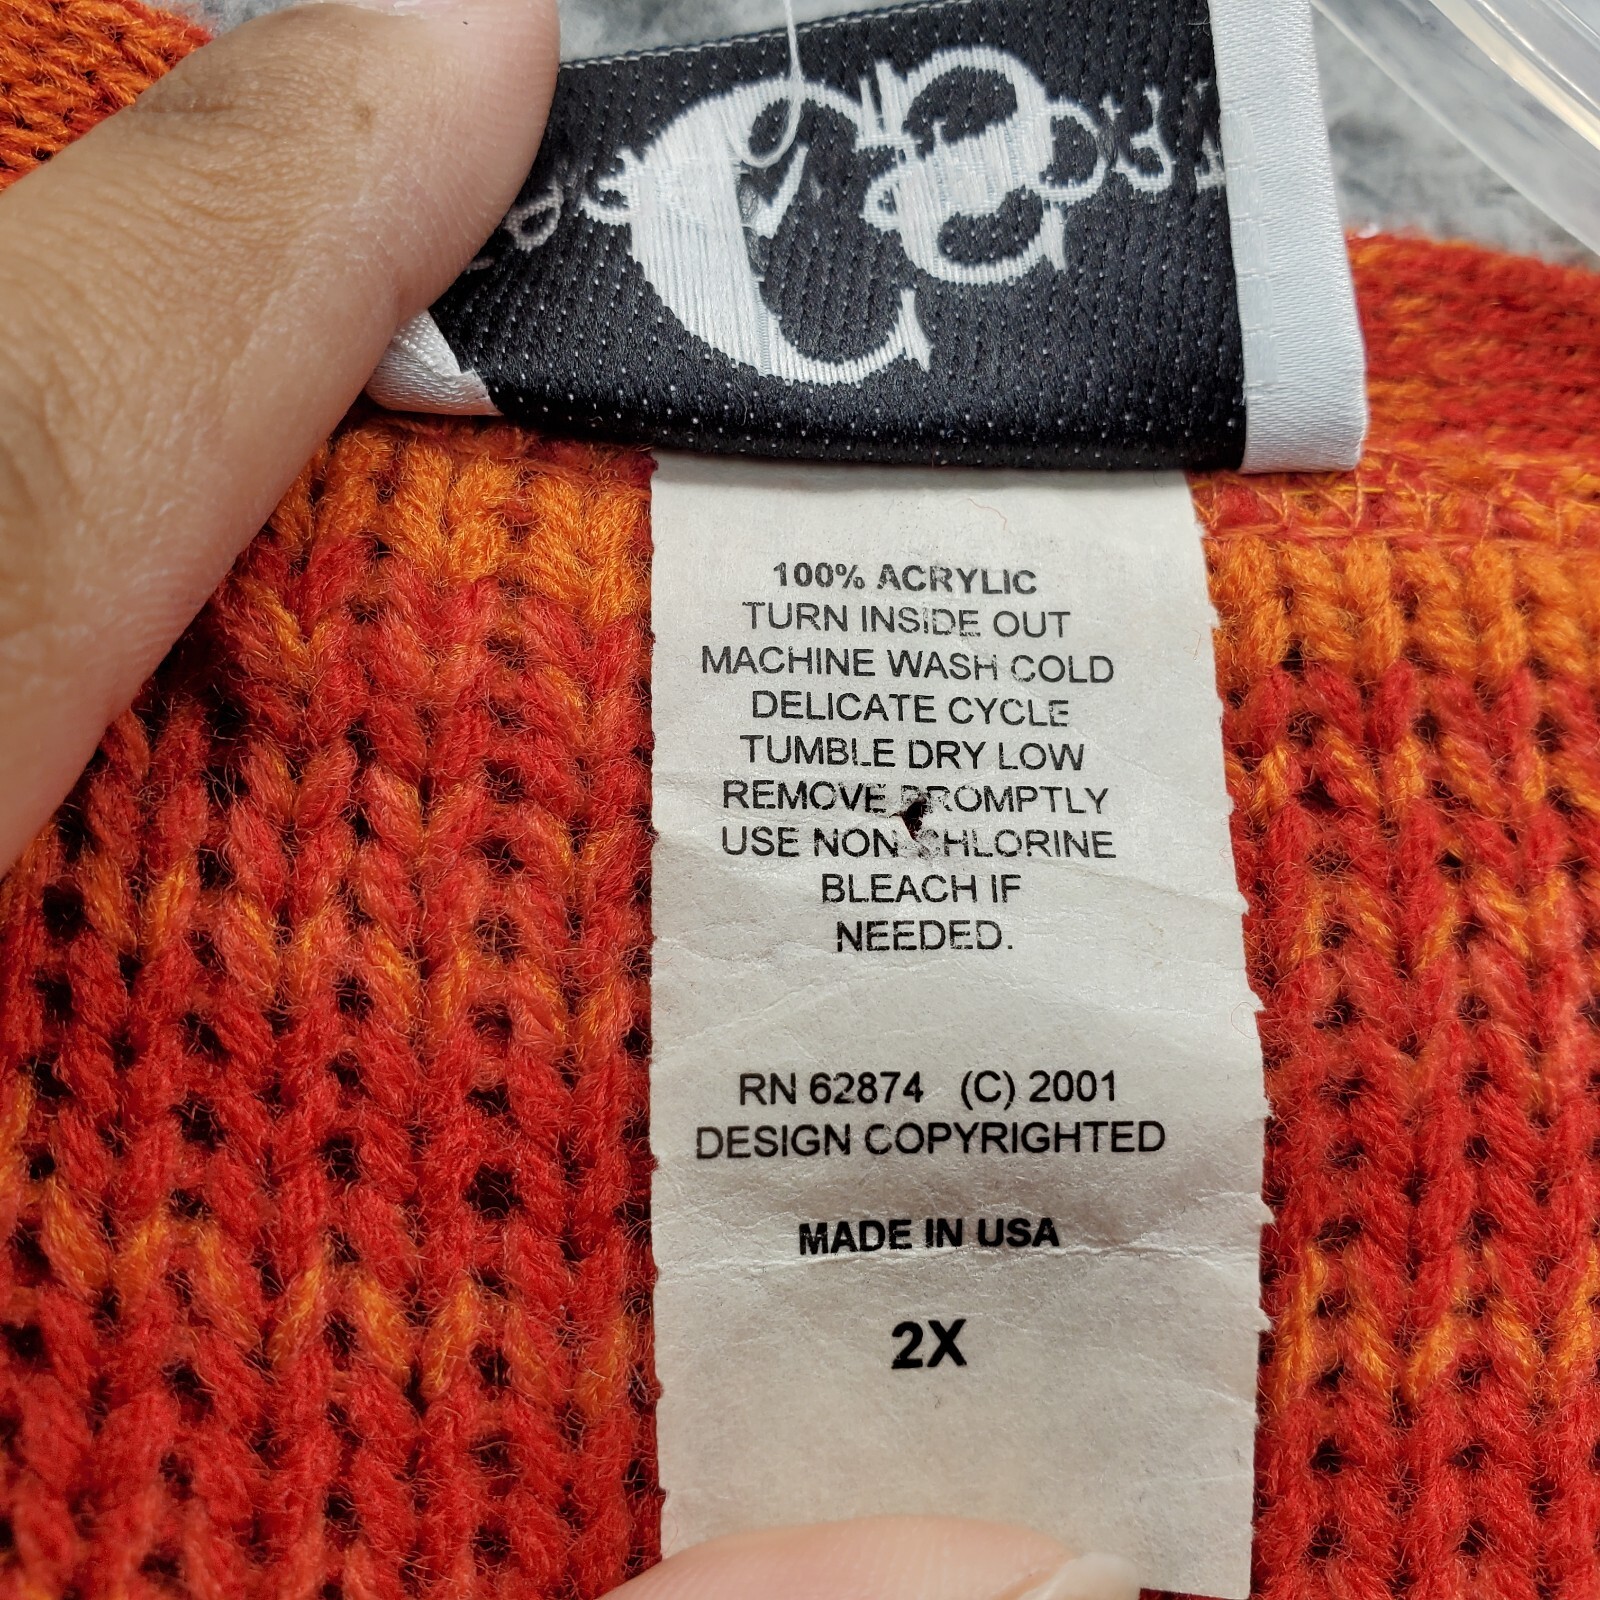 100% ACRYLIC
TURN INSIDE OUT
MACHINE WASH COLD
DELICATE CYCLE
TUMBLE DRY LOW
REMOVE PROMPTLY
USE NON CHLORINE
BLEACH IF
NEEDED.
RN 62874 (C) 2001
DESIGN COPYRIGHTED
MADE IN USA
2X